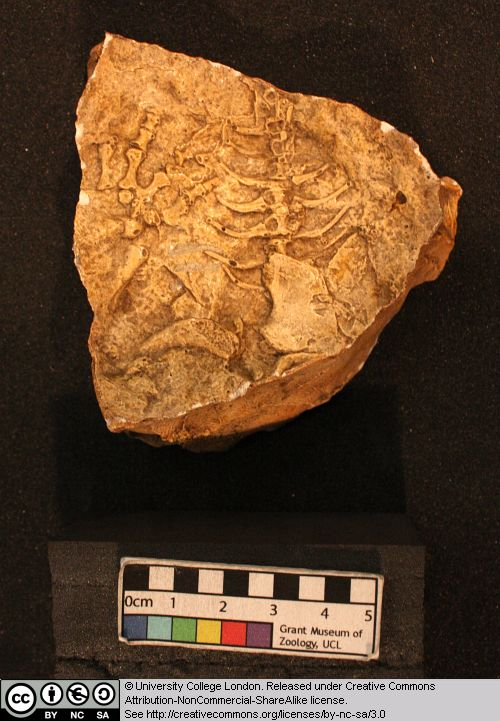 0cm 1 2 3 4 5
Grant Museum of
Zoology, UCL
cc BY NC SA
© University College London. Released under Creative Commons
Attribution-NonCommercial-ShareAlike license.
See http://creativecommons.org/licenses/by-nc-sa/3.0